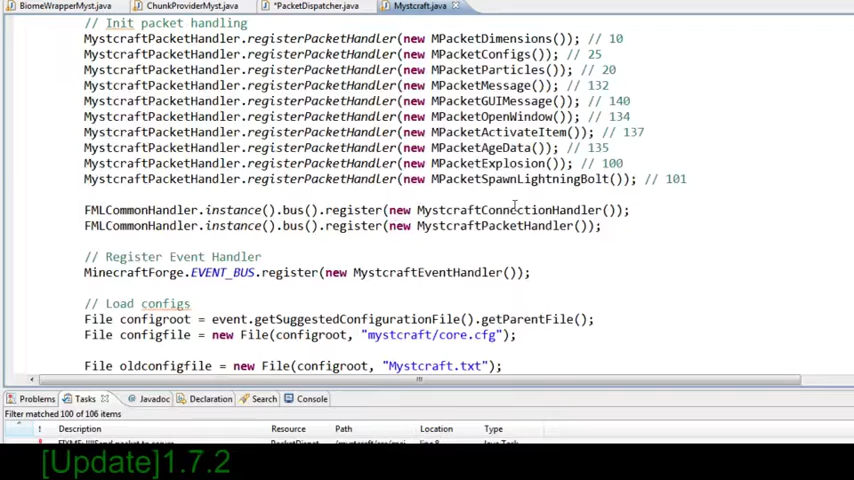 BiomeWrapperMyst.java ChunkProviderMyst.java *PacketDispatcher.java Mystcraft.java
// Init packet handling
MystcraftPacketHandler.registerPacketHandler(new MPacketDimensions()); // 10
MystcraftPacketHandler.registerPacketHandler(new MPacketConfigs()); // 25
MystcraftPacketHandler.registerPacketHandler(new MPacketParticles()); // 20
MystcraftPacketHandler.registerPacketHandler(new MPacketMessage()); // 132
MystcraftPacketHandler.registerPacketHandler(new MPacketGUIMessage()); // 140
MystcraftPacketHandler.registerPacketHandler(new MPacketOpenWindow()); // 134
MystcraftPacketHandler.registerPacketHandler(new MPacketActivateItem()); // 137
MystcraftPacketHandler.registerPacketHandler(new MPacketAgeData()); // 135
MystcraftPacketHandler.registerPacketHandler(new MPacketExplosion()); // 100
MystcraftPacketHandler.registerPacketHandler(new MPacketSpawnLightningBolt()); // 101
FMLCommonHandler.instance().bus().register(new MystcraftConnectionHandler());
FMLCommonHandler.instance().bus().register(new MystcraftPacketHandler());
// Register Event Handler
MinecraftForge.EVENT_BUS.register(new MystcraftEventHandler());
// Load configs
File configroot = event.getSuggestedConfigurationFile().getParentFile();
File configfile = new File(configroot, "mystcraft/core.cfg");
File oldconfigfile = new File(configroot, "Mystcraft.txt");
Problems Tasks Javadoc Declaration Search Console
Filter matched 100 of 106 items
! Description Resource Path Location Type
[Update]1.7.2